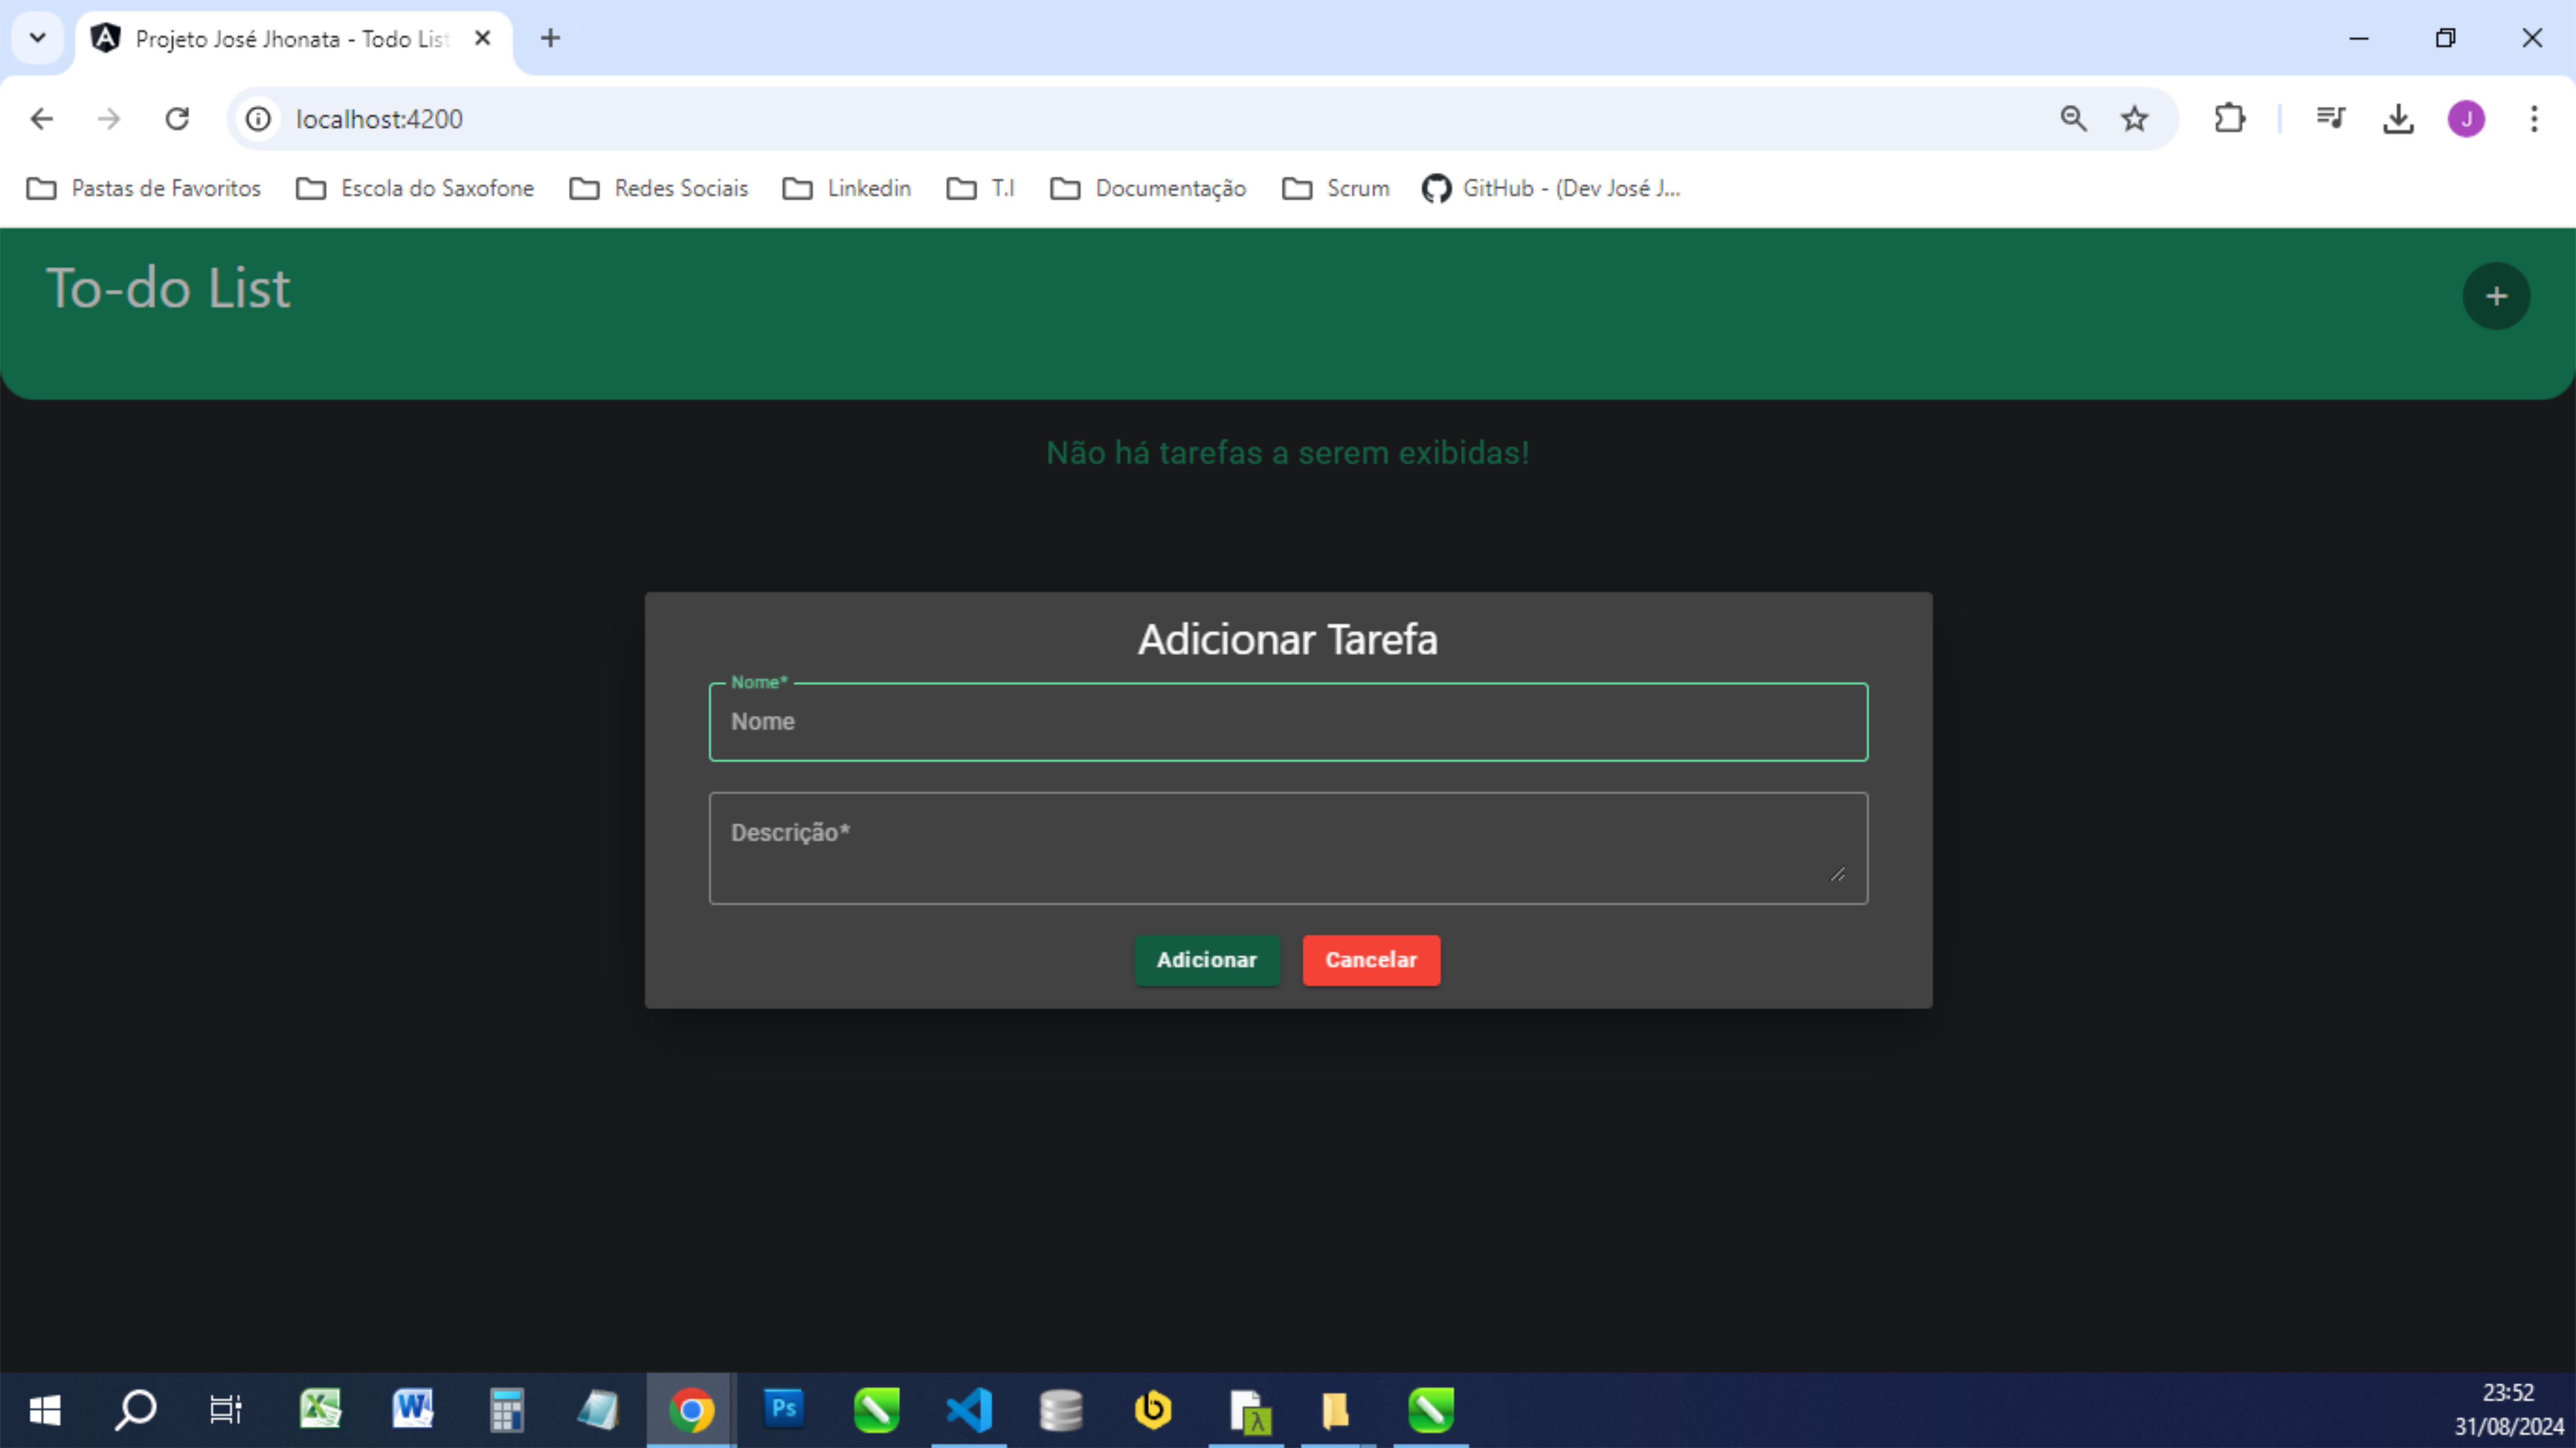 Projeto José Jhonata - Todo List
localhost:4200
J
Pastas de Favoritos
Escola do Saxofone
Redes Sociais
Linkedin
T.I
Documentação
Scrum
GitHub - (Dev José J...
To-do List
+
Não há tarefas a serem exibidas!
Adicionar Tarefa
Nome*
Nome
Descrição*
Adicionar
Cancelar
Ps
23:52
31/08/2024